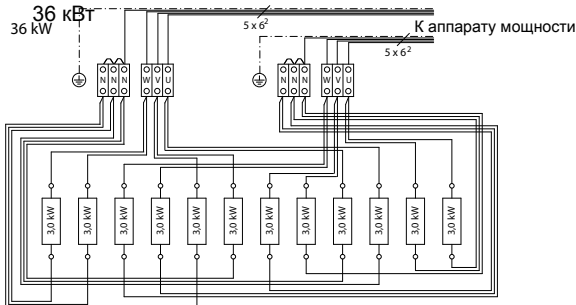 36 кВт
36 kW
5 x 6²
К аппарату мощности
5 x 6²
N N N W V U N N N W V U
3,0 kW 3,0 kW 3,0 kW 3,0 kW 3,0 kW 3,0 kW 3,0 kW 3,0 kW 3,0 kW 3,0 kW 3,0 kW 3,0 kW